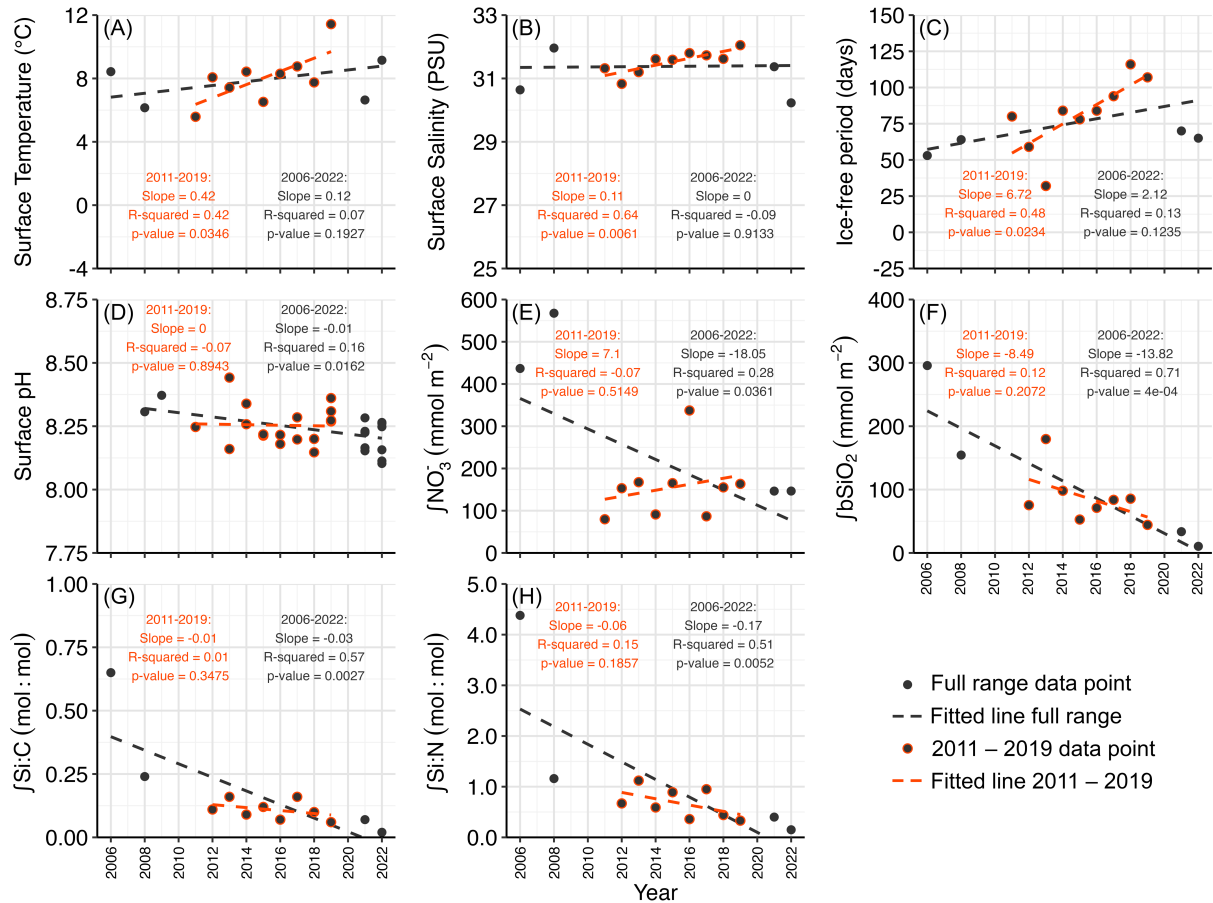 (A)
Surface Temperature (°C)
12
8
4
0
-4
2011-2019:
Slope = 0.42
R-squared = 0.42
p-value = 0.0346
2006-2022:
Slope = 0.12
R-squared = 0.07
p-value = 0.1927
(B)
Surface Salinity (PSU)
33
31
29
27
25
2011-2019:
Slope = 0.11
R-squared = 0.64
p-value = 0.0061
2006-2022:
Slope = 0
R-squared = -0.09
p-value = 0.9133
(C)
Ice-free period (days)
150
125
100
75
50
25
0
-25
2011-2019:
Slope = 6.72
R-squared = 0.48
p-value = 0.0234
2006-2022:
Slope = 2.12
R-squared = 0.13
p-value = 0.1235
(D)
Surface pH
8.75
8.50
8.25
8.00
7.75
2011-2019:
Slope = 0
R-squared = -0.07
p-value = 0.8943
2006-2022:
Slope = -0.01
R-squared = 0.16
p-value = 0.0162
(E)
∫NO₃⁻ (mmol m⁻²)
600
500
400
300
200
100
0
2011-2019:
Slope = 7.1
R-squared = -0.07
p-value = 0.5149
2006-2022:
Slope = -18.05
R-squared = 0.28
p-value = 0.0361
(F)
∫bSiO₂ (mmol m⁻²)
400
300
200
100
0
2011-2019:
Slope = -8.49
R-squared = 0.12
p-value = 0.2072
2006-2022:
Slope = -13.82
R-squared = 0.71
p-value = 4e-04
2006
2008
2010
2012
2014
2016
2018
2020
2022
(G)
∫Si:C (mol:mol)
1.00
0.75
0.50
0.25
0.00
2011-2019:
Slope = -0.01
R-squared = 0.01
p-value = 0.3475
2006-2022:
Slope = -0.03
R-squared = 0.57
p-value = 0.0027
2006
2008
2010
2012
2014
2016
2018
2020
2022
(H)
∫Si:N (mol:mol)
5.0
4.0
3.0
2.0
1.0
0.0
2011-2019:
Slope = -0.06
R-squared = 0.15
p-value = 0.1857
2006-2022:
Slope = -0.17
R-squared = 0.51
p-value = 0.0052
2006
2008
2010
2012
2014
2016
2018
2020
2022
Year
Full range data point
Fitted line full range
2011 – 2019 data point
Fitted line 2011 – 2019